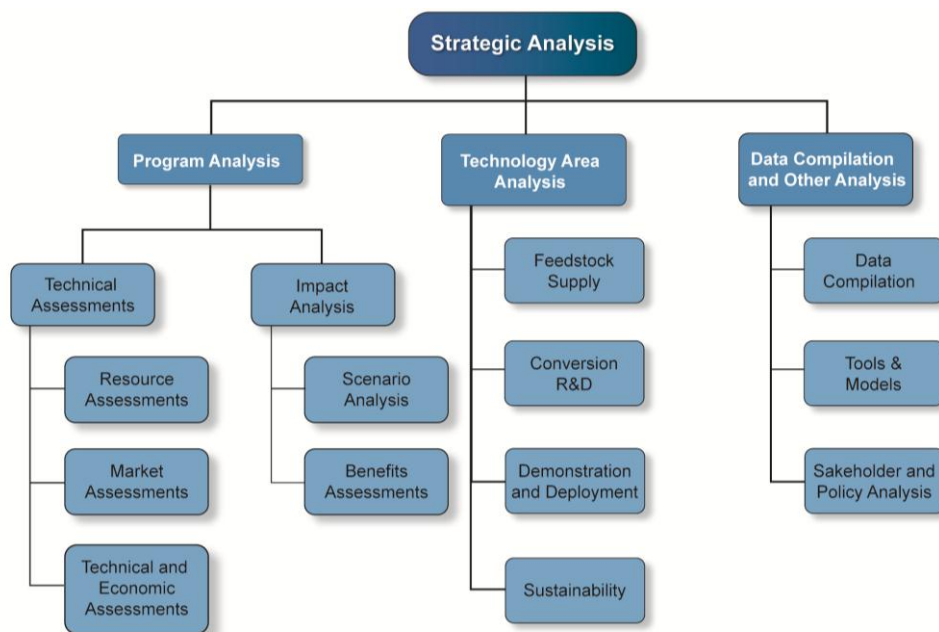 Strategic Analysis
Program Analysis
Technology Area
Analysis
Data Compilation
and Other Analysis
Technical
Assessments
Impact
Analysis
Feedstock
Supply
Data
Compilation
Resource
Assessments
Scenario
Analysis
Conversion
R&D
Tools &
Models
Market
Assessments
Benefits
Assessments
Demonstration
and Deployment
Sakeholder and
Policy Analysis
Technical and
Economic
Assessments
Sustainability